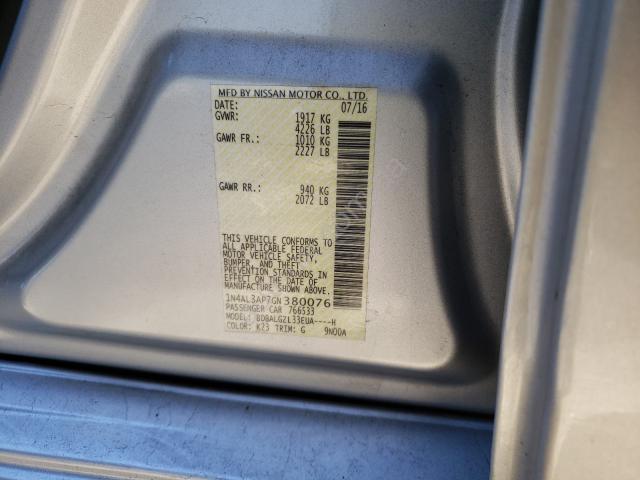 MFD BY NISSAN MOTOR CO., LTD.
DATE: 07/16
GVWR: 1917 KG
4226 LB
GAWR FR.: 1010 KG
2227 LB
GAWR RR.: 940 KG
2072 LB
THIS VEHICLE CONFORMS TO
ALL APPLICABLE FEDERAL
MOTOR VEHICLE SAFETY,
BUMPER, AND THEFT
PREVENTION STANDARDS IN
EFFECT ON THE DATE OF
MANUFACTURE SHOWN ABOVE.
1N4AL3AP7GN380076
PASSENGER CAR 766533
MODEL: BDBALGZL33EUA----H
COLOR: K23 TRIM: G 9N00A